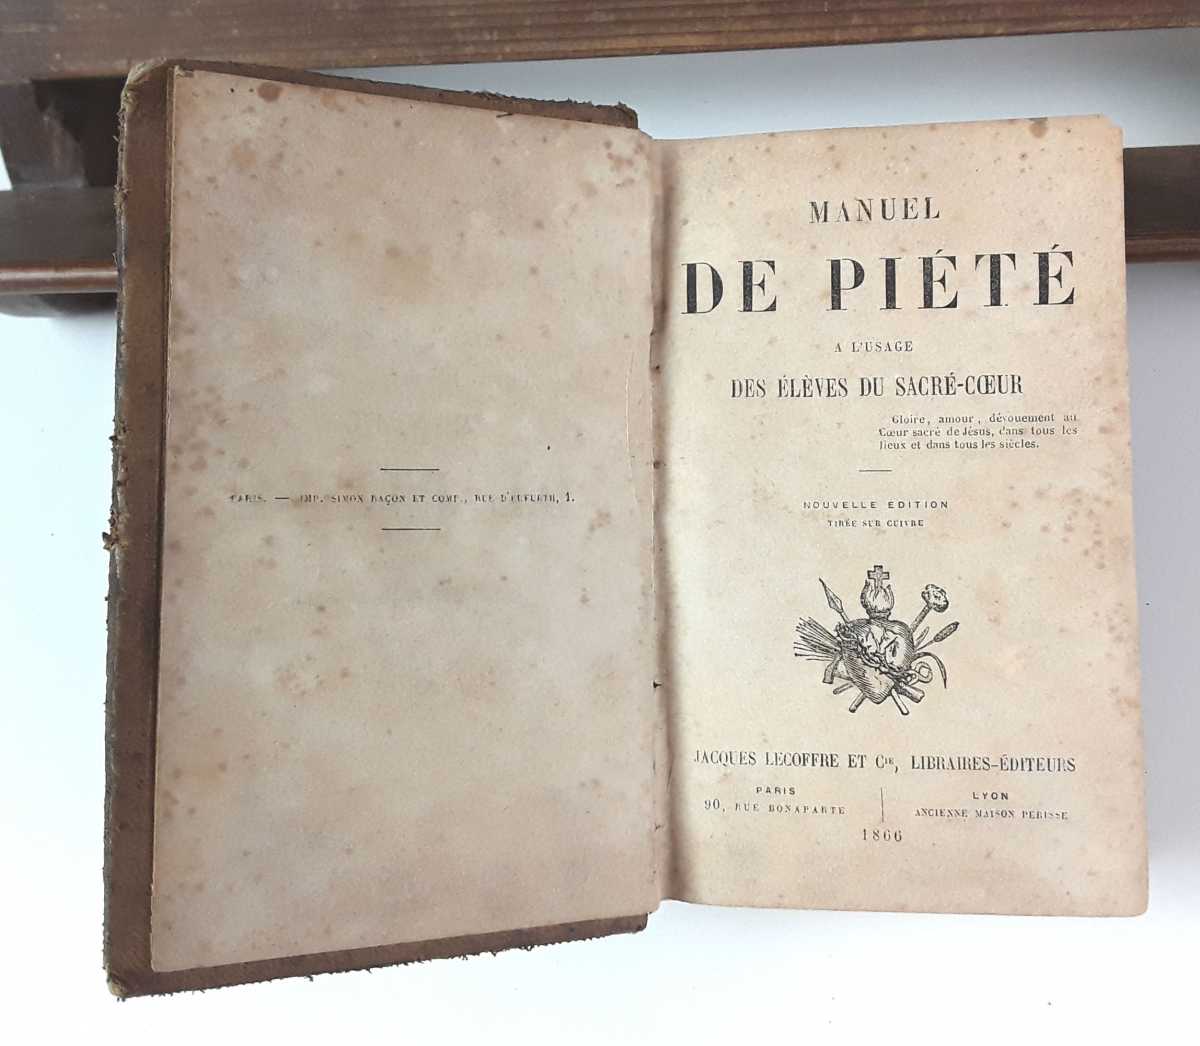 PARIS. — IMP. SIMON RAÇON ET COMP., RUE D'ERFURTH, 1.
MANUEL
DE PIÉTÉ
A L'USAGE
DES ÉLÈVES DU SACRÉ-CŒUR
Gloire, amour, dévouement au
Cœur sacré de Jésus, dans tous les
lieux et dans tous les siècles.
NOUVELLE EDITION
TIRÉE SUR CUIVRE
JACQUES LECOFFRE ET Cie, LIBRAIRES-ÉDITEURS
PARIS
90, RUE BONAPARTE
LYON
ANCIENNE MAISON PERISSE
1866